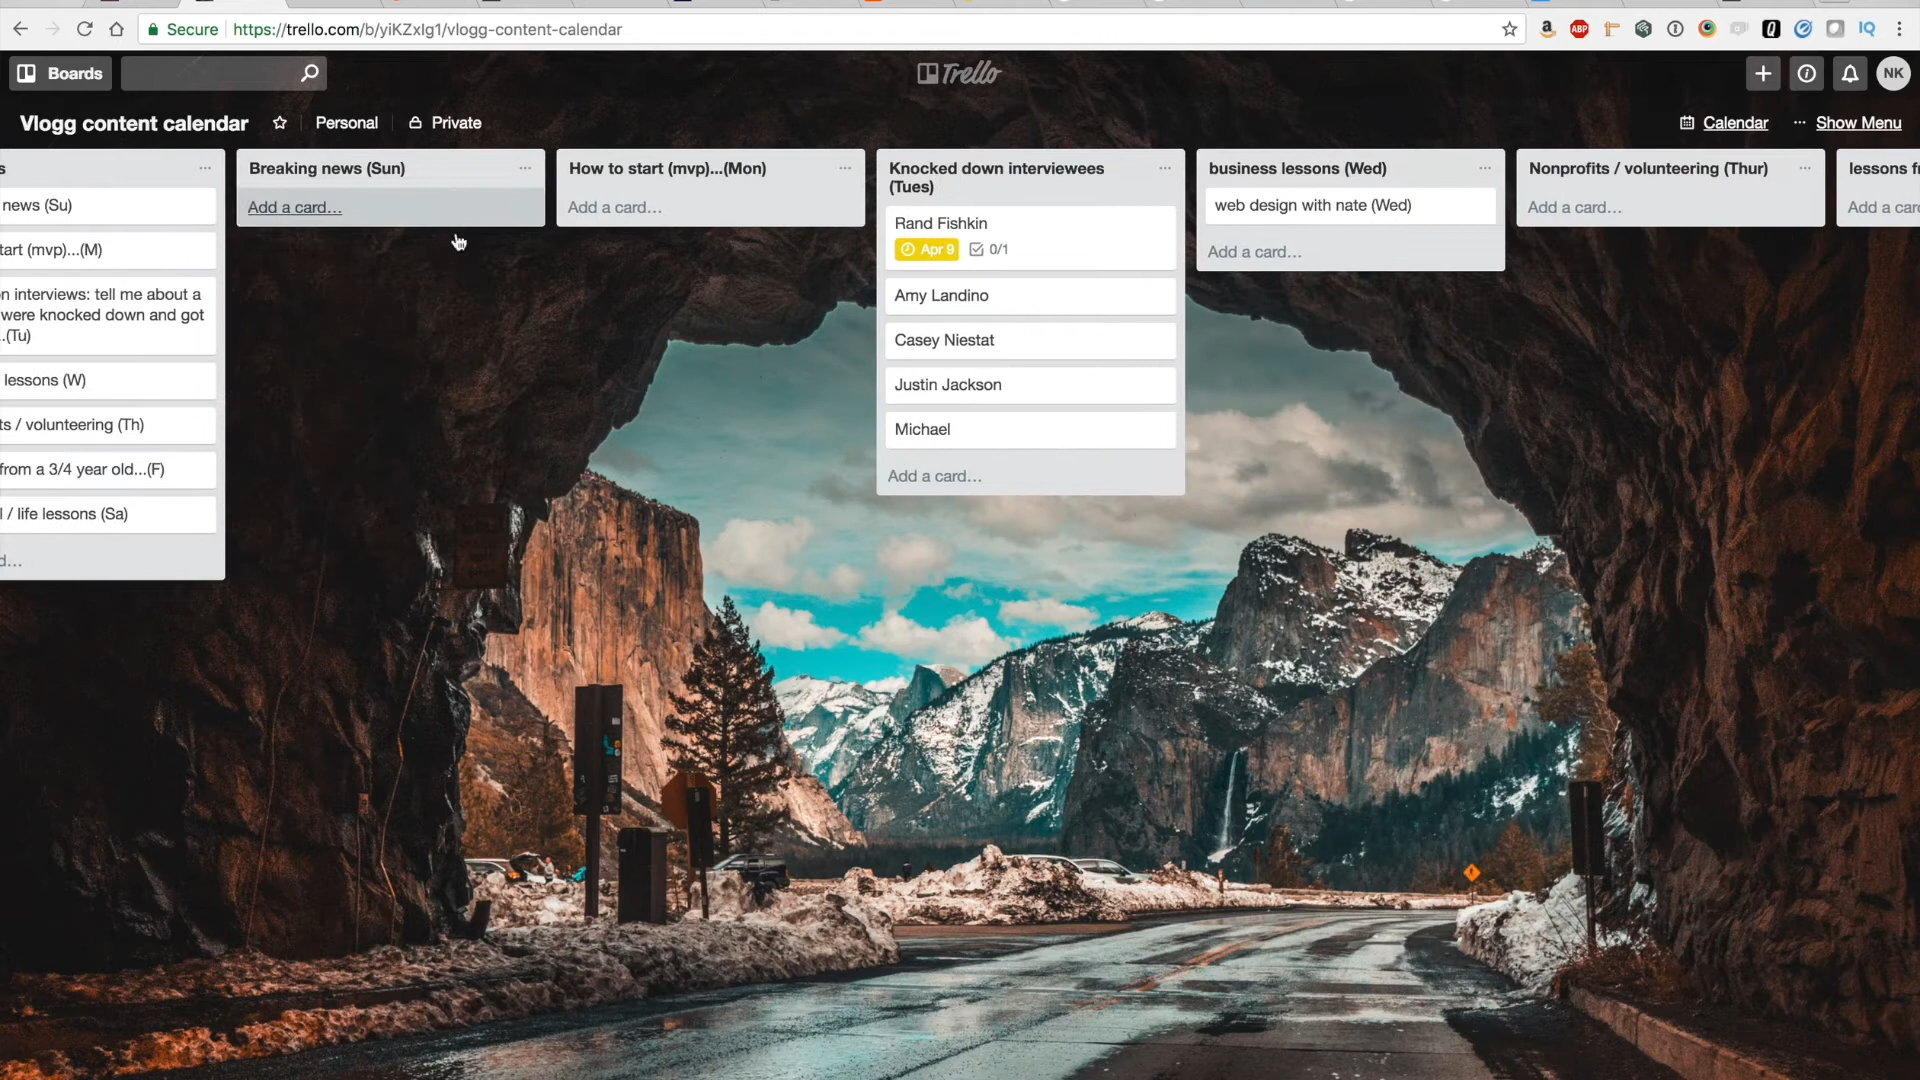 Secure https://trello.com/b/yiKZxIg1/vlogg-content-calendar
Boards
Trello
NK
Vlogg content calendar
Personal
Private
Calendar
Show Menu
s
news (Su)
tart (mvp)...(M)
n interviews: tell me about a
were knocked down and got
..(Tu)
lessons (W)
ts / volunteering (Th)
from a 3/4 year old...(F)
l / life lessons (Sa)
d...
Breaking news (Sun)
Add a card...
How to start (mvp)...(Mon)
Add a card...
Knocked down interviewees
(Tues)
Rand Fishkin
Apr 9 0/1
Amy Landino
Casey Niestat
Justin Jackson
Michael
Add a card...
business lessons (Wed)
web design with nate (Wed)
Add a card...
Nonprofits / volunteering (Thur)
Add a card...
lessons fr
Add a car
ABP
IQ